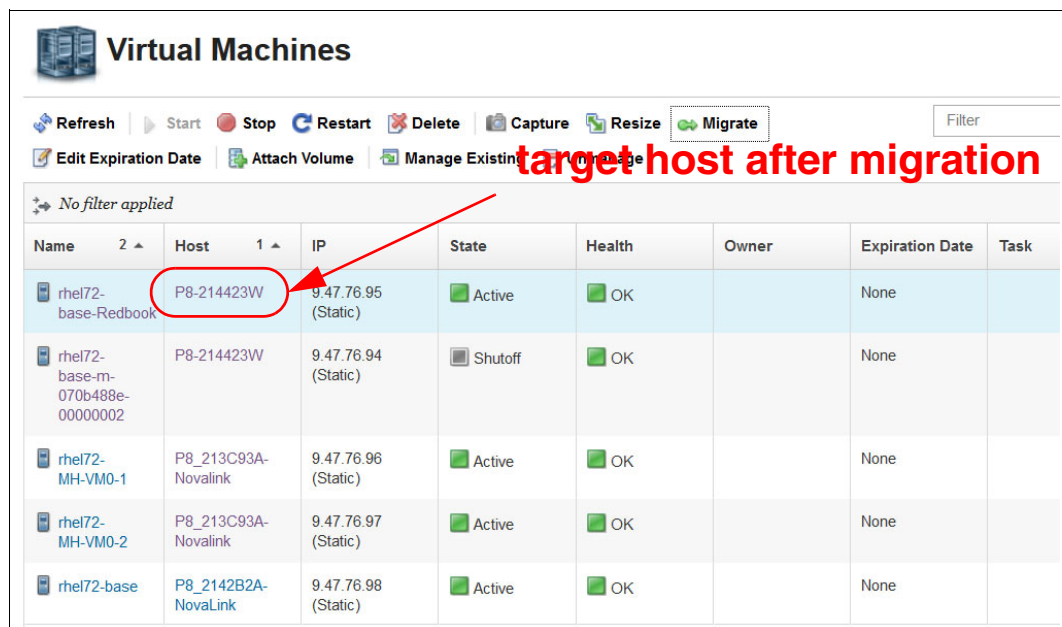 Virtual Machines
Refresh Start Stop Restart Delete Capture Resize Migrate Filter
Edit Expiration Date Attach Volume Manage Existing Unmanage
target host after migration
No filter applied
Name 2 Host 1 IP State Health Owner Expiration Date Task
rhel72- P8-214423W 9.47.76.95 Active OK None
base-Redbook (Static)
rhel72- P8-214423W 9.47.76.94 Shutoff OK None
base-m- (Static)
070b488e-
00000002
rhel72- P8_213C93A- 9.47.76.96 Active OK None
MH-VM0-1 Novalink (Static)
rhel72- P8_213C93A- 9.47.76.97 Active OK None
MH-VM0-2 Novalink (Static)
rhel72-base P8_2142B2A- 9.47.76.98 Active OK None
NovaLink (Static)